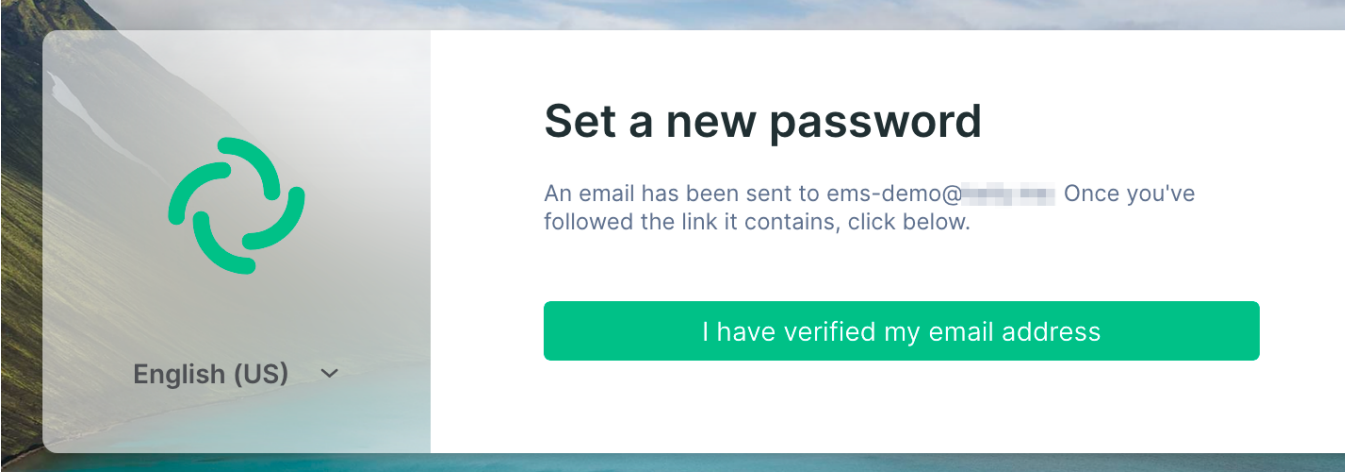 Set a new password
An email has been sent to ems-demo@ Once you've
followed the link it contains, click below.
I have verified my email address
English (US)